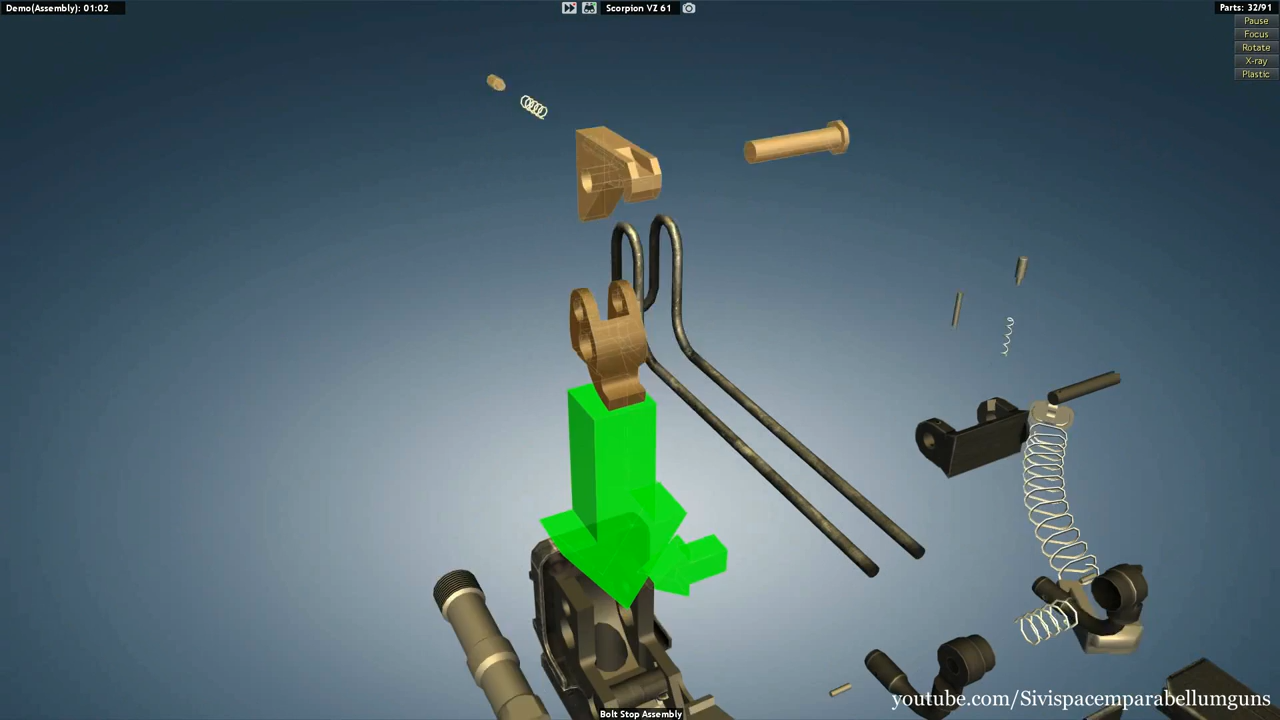 Demo(Assembly): 01:02
Scorpion VZ 61
Parts: 32/91
Pause
Focus
Rotate
X-ray
Plastic
youtube.com/Sivispacemparabellumguns
Bolt Stop Assembly